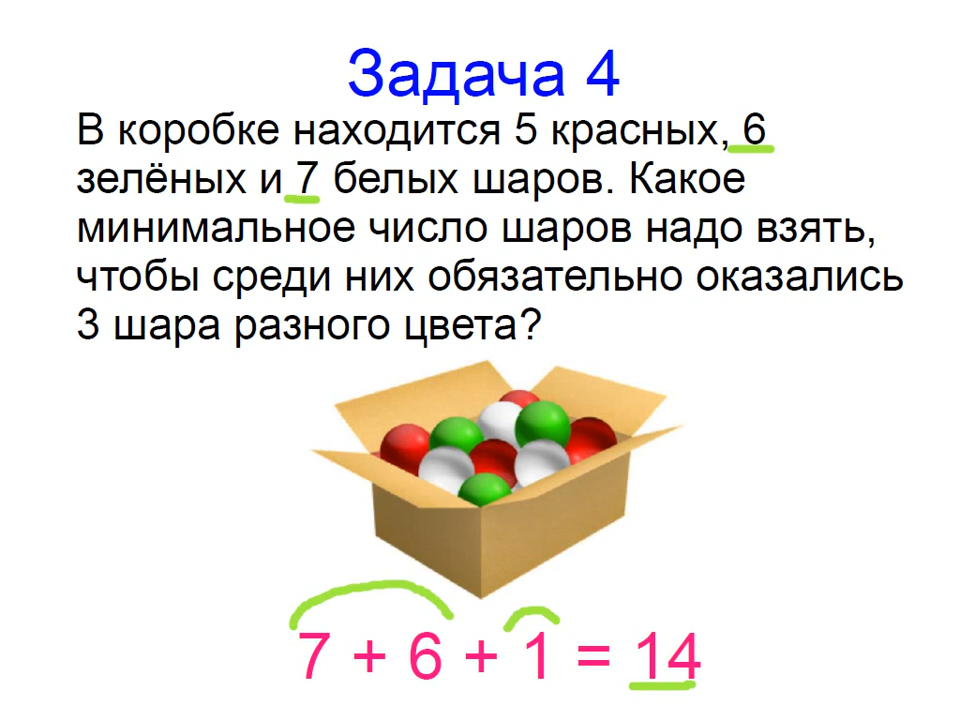 Задача 4
В коробке находится 5 красных, 6
зелёных и 7 белых шаров. Какое
минимальное число шаров надо взять,
чтобы среди них обязательно оказались
3 шара разного цвета?
7 + 6 + 1 = 14